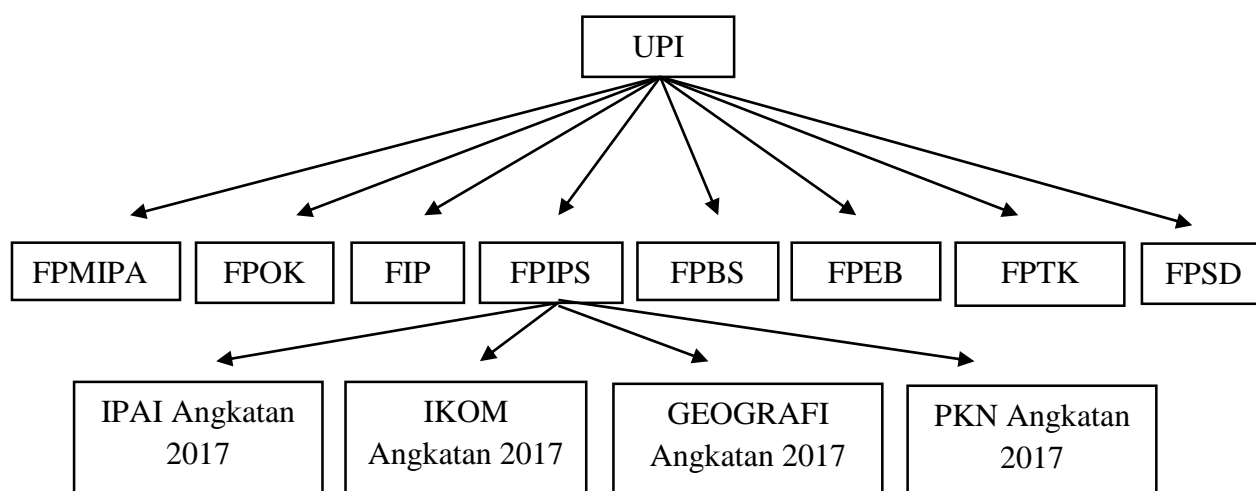 UPI
FPMIPA
FPOK
FIP
FPIPS
FPBS
FPEB
FPTK
FPSD
IPAI Angkatan
2017
IKOM
Angkatan 2017
GEOGRAFI
Angkatan 2017
PKN Angkatan
2017